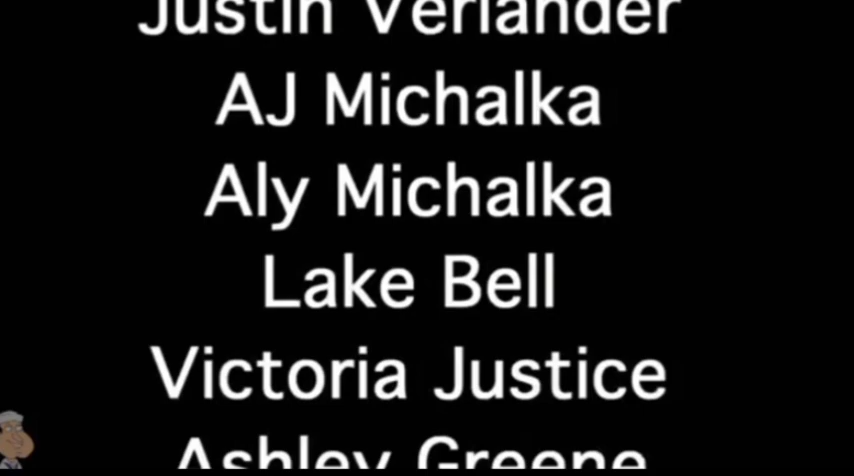 Justin Verlander
AJ Michalka
Aly Michalka
Lake Bell
Victoria Justice
Ashley Greene